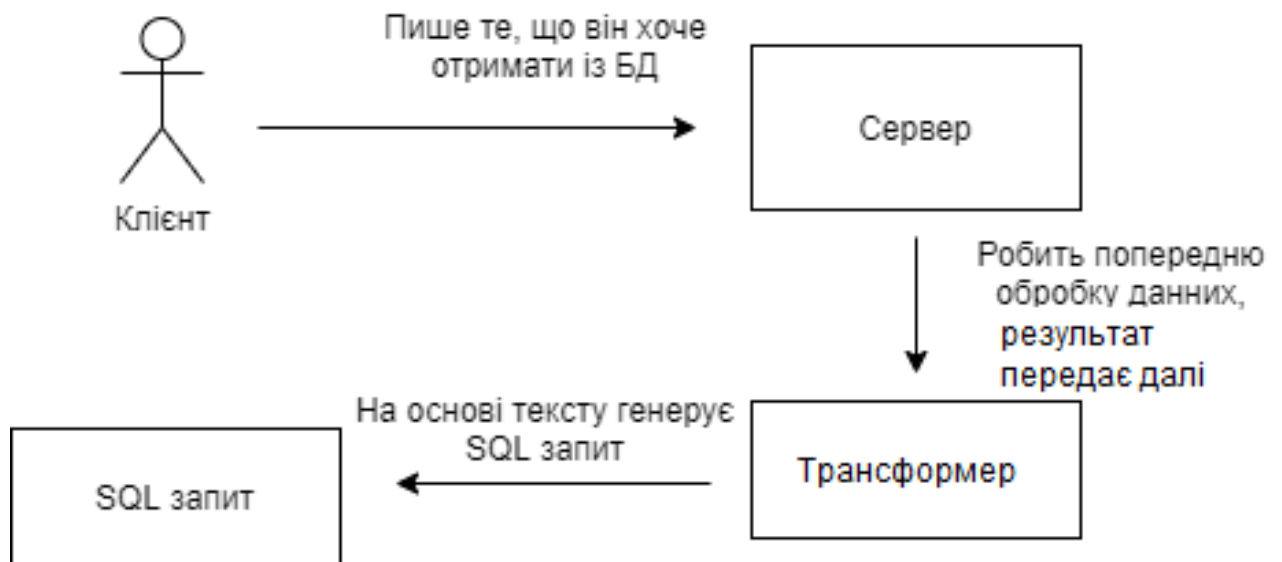 Пише те, що він хоче
отримати із БД
Клієнт
Сервер
Робить попередню
обробку данних,
результат
передає далі
Трансформер
На основі тексту генерує
SQL запит
SQL запит